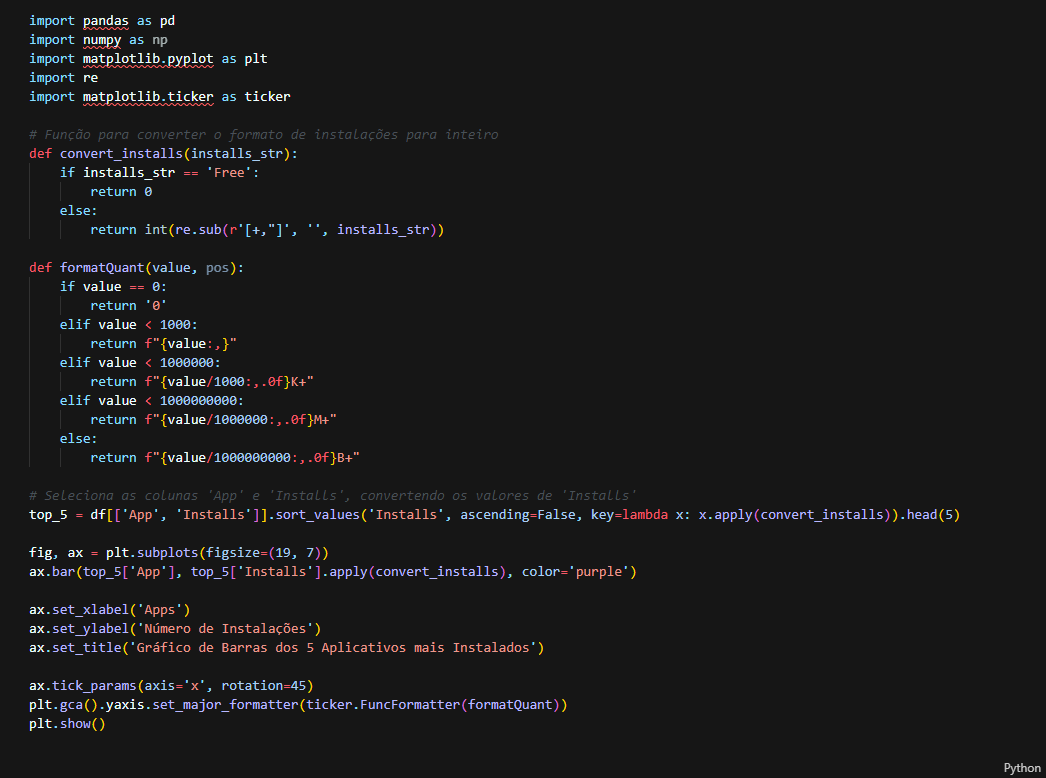 import pandas as pd
import numpy as np
import matplotlib.pyplot as plt
import re
import matplotlib.ticker as ticker

# Função para converter o formato de instalações para inteiro
def convert_installs(installs_str):
    if installs_str == 'Free':
        return 0
    else:
        return int(re.sub(r'[+,"]', '', installs_str))

def formatQuant(value, pos):
    if value == 0:
        return '0'
    elif value < 1000:
        return f"{value:,}"
    elif value < 1000000:
        return f"{value/1000:,.0f}K+"
    elif value < 1000000000:
        return f"{value/1000000:,.0f}M+"
    else:
        return f"{value/1000000000:,.0f}B+"

# Seleciona as colunas 'App' e 'Installs', convertendo os valores de 'Installs'
top_5 = df[['App', 'Installs']].sort_values('Installs', ascending=False, key=lambda x: x.apply(convert_installs)).head(5)

fig, ax = plt.subplots(figsize=(19, 7))
ax.bar(top_5['App'], top_5['Installs'].apply(convert_installs), color='purple')

ax.set_xlabel('Apps')
ax.set_ylabel('Número de Instalações')
ax.set_title('Gráfico de Barras dos 5 Aplicativos mais Instalados')

ax.tick_params(axis='x', rotation=45)
plt.gca().yaxis.set_major_formatter(ticker.FuncFormatter(formatQuant))
plt.show()
Python